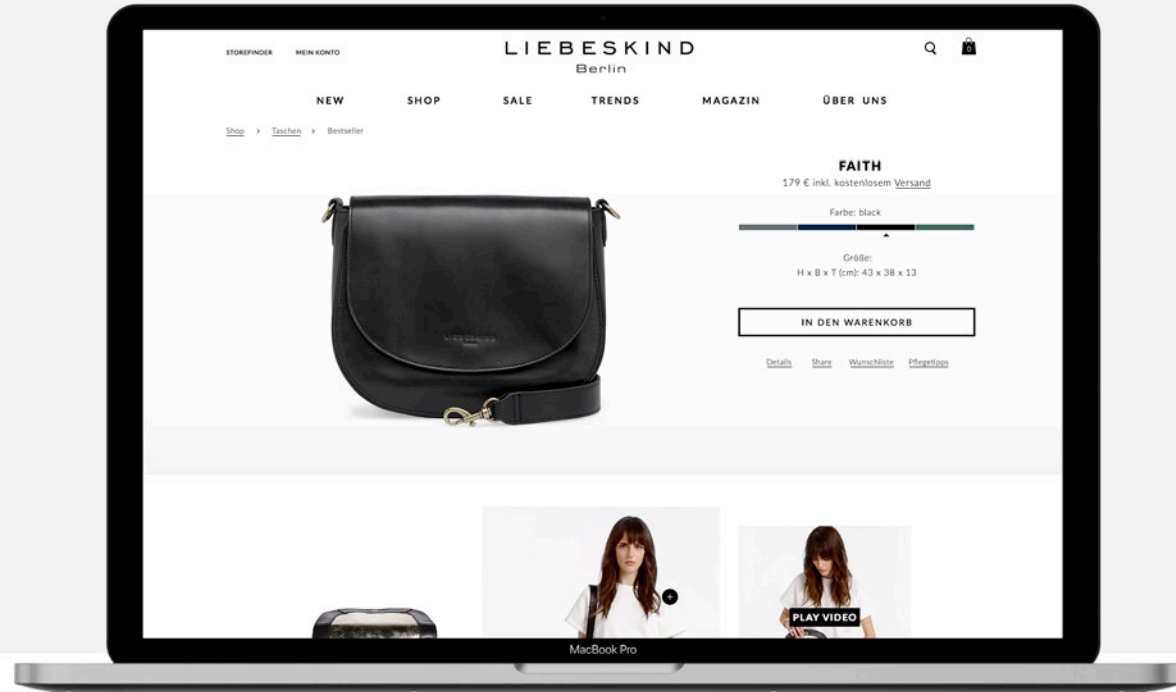 STOREFINDER MEIN KONTO
LIEBESKIND
Berlin
0
NEW SHOP SALE TRENDS MAGAZIN ÜBER UNS
Shop > Taschen > Bestseller
FAITH
179 € inkl. kostenlosem Versand
Farbe: black
Größe:
H x B x T (cm): 43 x 38 x 13
IN DEN WARENKORB
Details Share Wunschliste Pflegetipps
LIEBESKIND
+
PLAY VIDEO
MacBook Pro